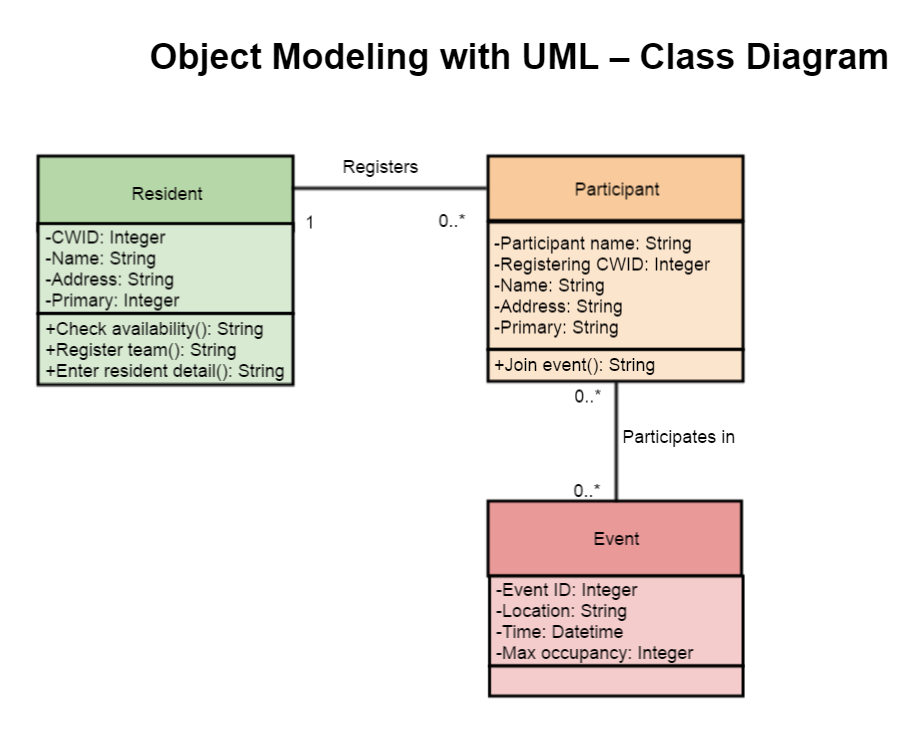 Object Modeling with UML – Class Diagram
Resident
-CWID: Integer
-Name: String
-Address: String
-Primary: Integer
+Check availability(): String
+Register team(): String
+Enter resident detail(): String
Registers
1
0..*
Participant
-Participant name: String
-Registering CWID: Integer
-Name: String
-Address: String
-Primary: String
+Join event(): String
0..*
Participates in
0..*
Event
-Event ID: Integer
-Location: String
-Time: Datetime
-Max occupancy: Integer